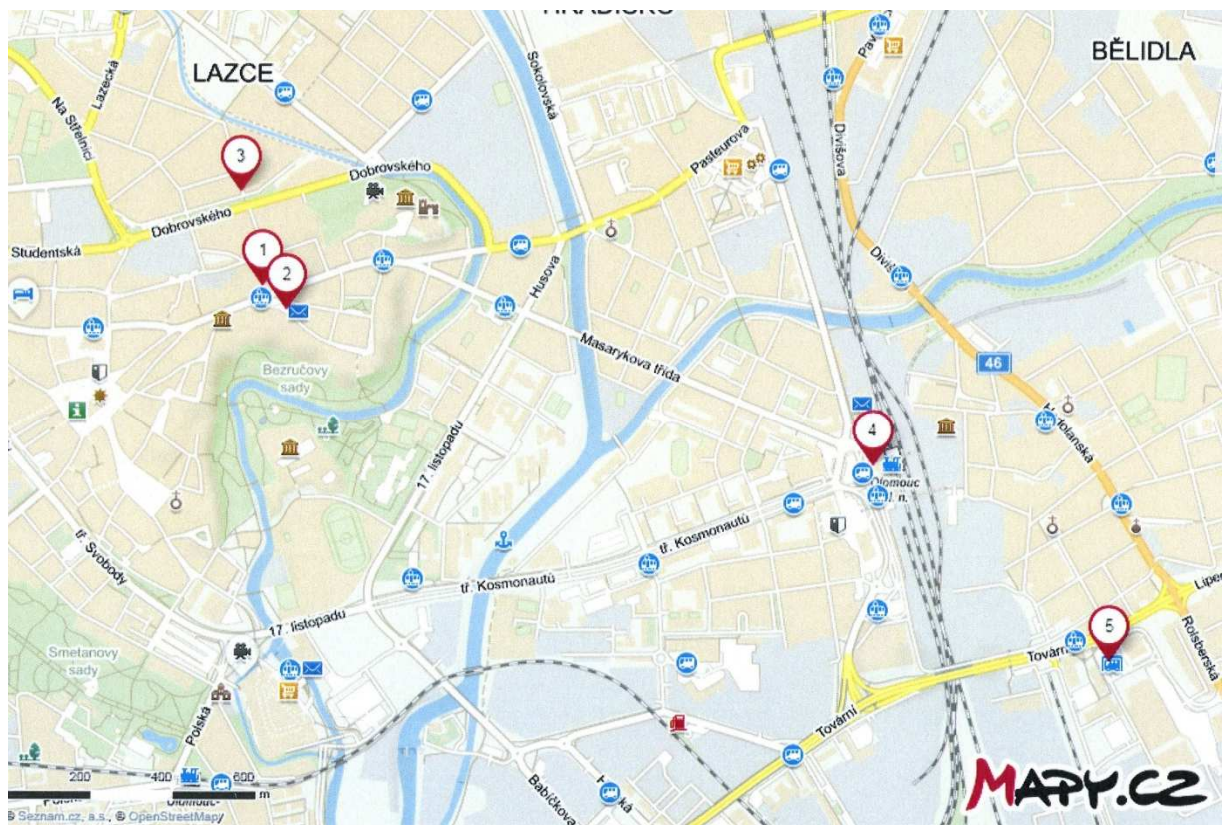 HRADISKO
BĚLIDLA
LAZCE
Lazecká
Na Střelnici
Sokolovská
Pasteurova
Divišova
3
Dobrovského
Dobrovského
Studentská
1
2
Husova
Masarykova třída
46
Bezručovy
sady
4
Hodolanská
Olomouc
hl. n.
17. listopadu
tř. Kosmonautů
tř. Kosmonautů
tř. Svobody
17. listopadu
Smetanovy
sady
5
Tovární
Tovární
Rolsberská
Polská
Babíčkova
200
400
600
m
© Seznam.cz, a.s., © OpenStreetMap
MAPY.CZ